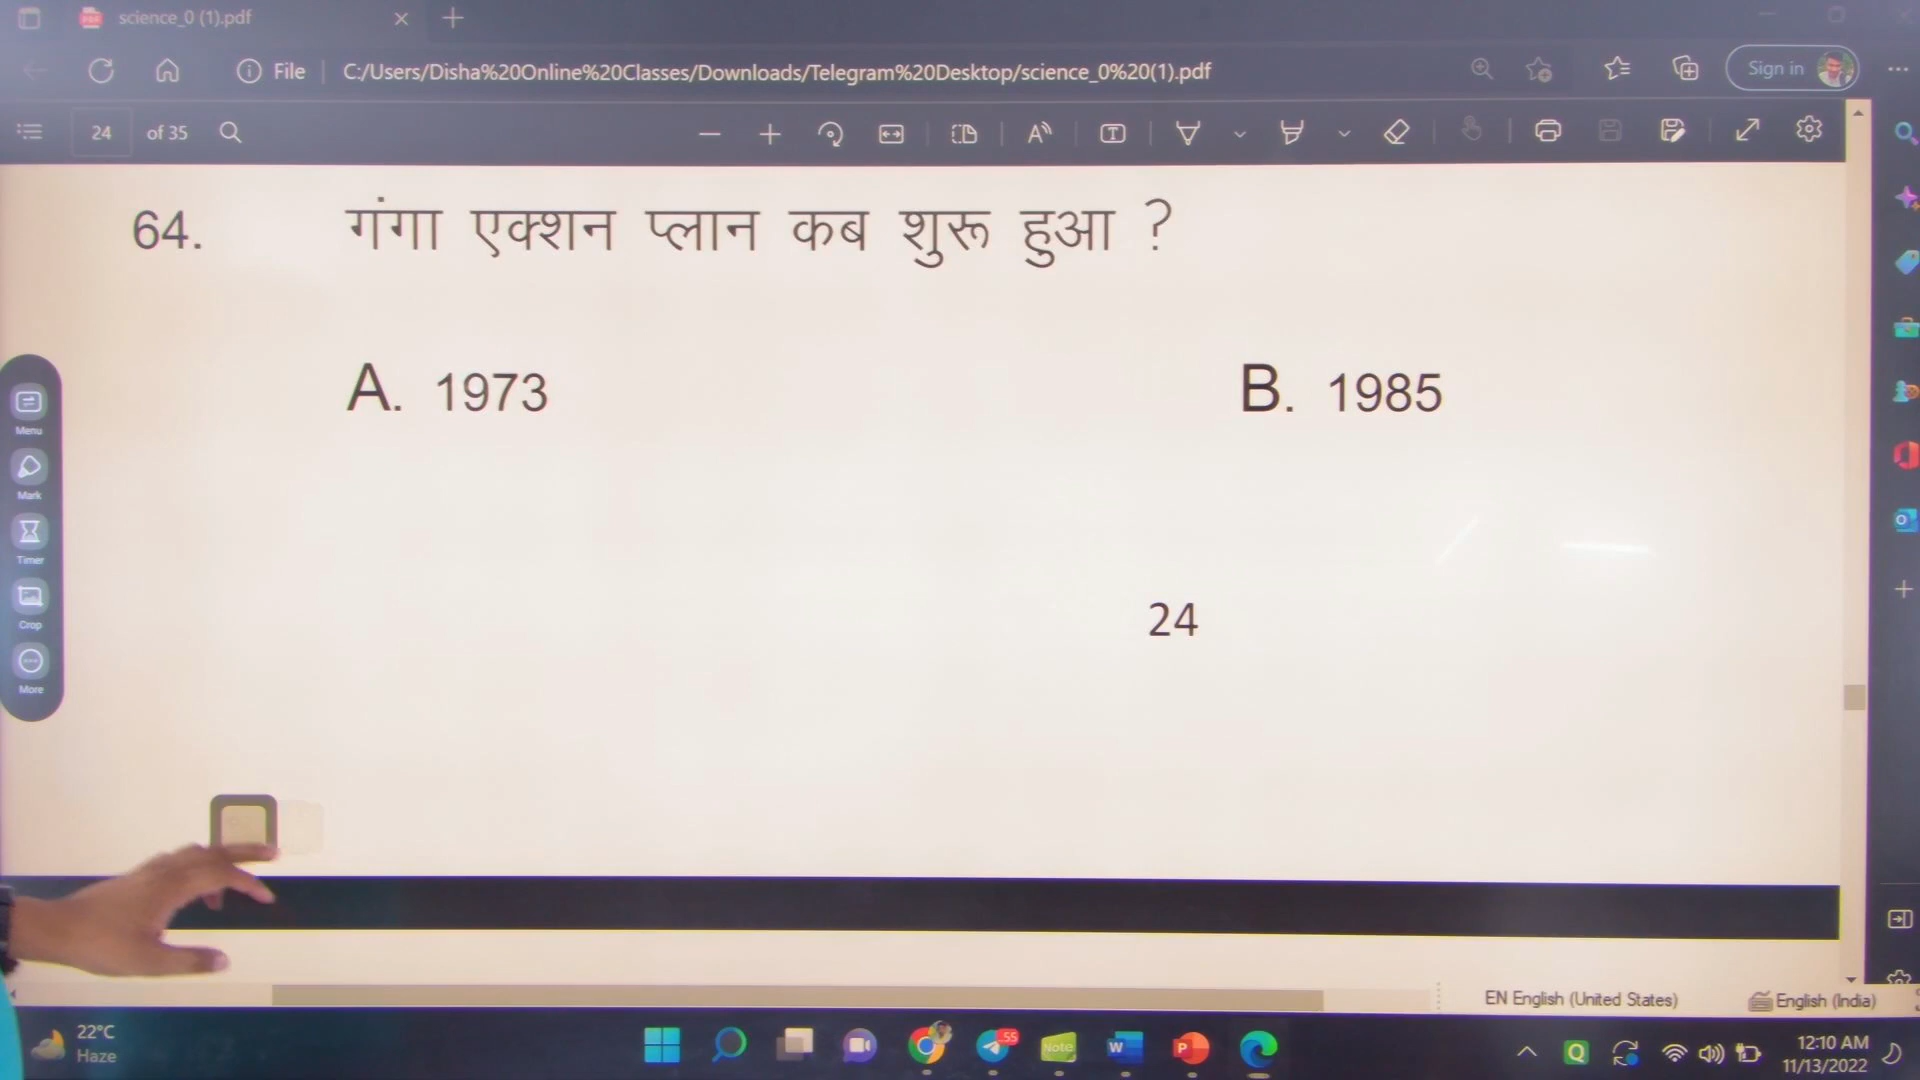 science_0 (1).pdf
File
C:/Users/Disha%20Online%20Classes/Downloads/Telegram%20Desktop/science_0%20(1).pdf
Sign in
24 of 35
64. गंगा एक्शन प्लान कब शुरू हुआ ?
A. 1973
B. 1985
Menu
Mark
Timer
Crop
More
24
EN English (United States)
English (India)
22°C
Haze
55
Note
12:10 AM
11/13/2022